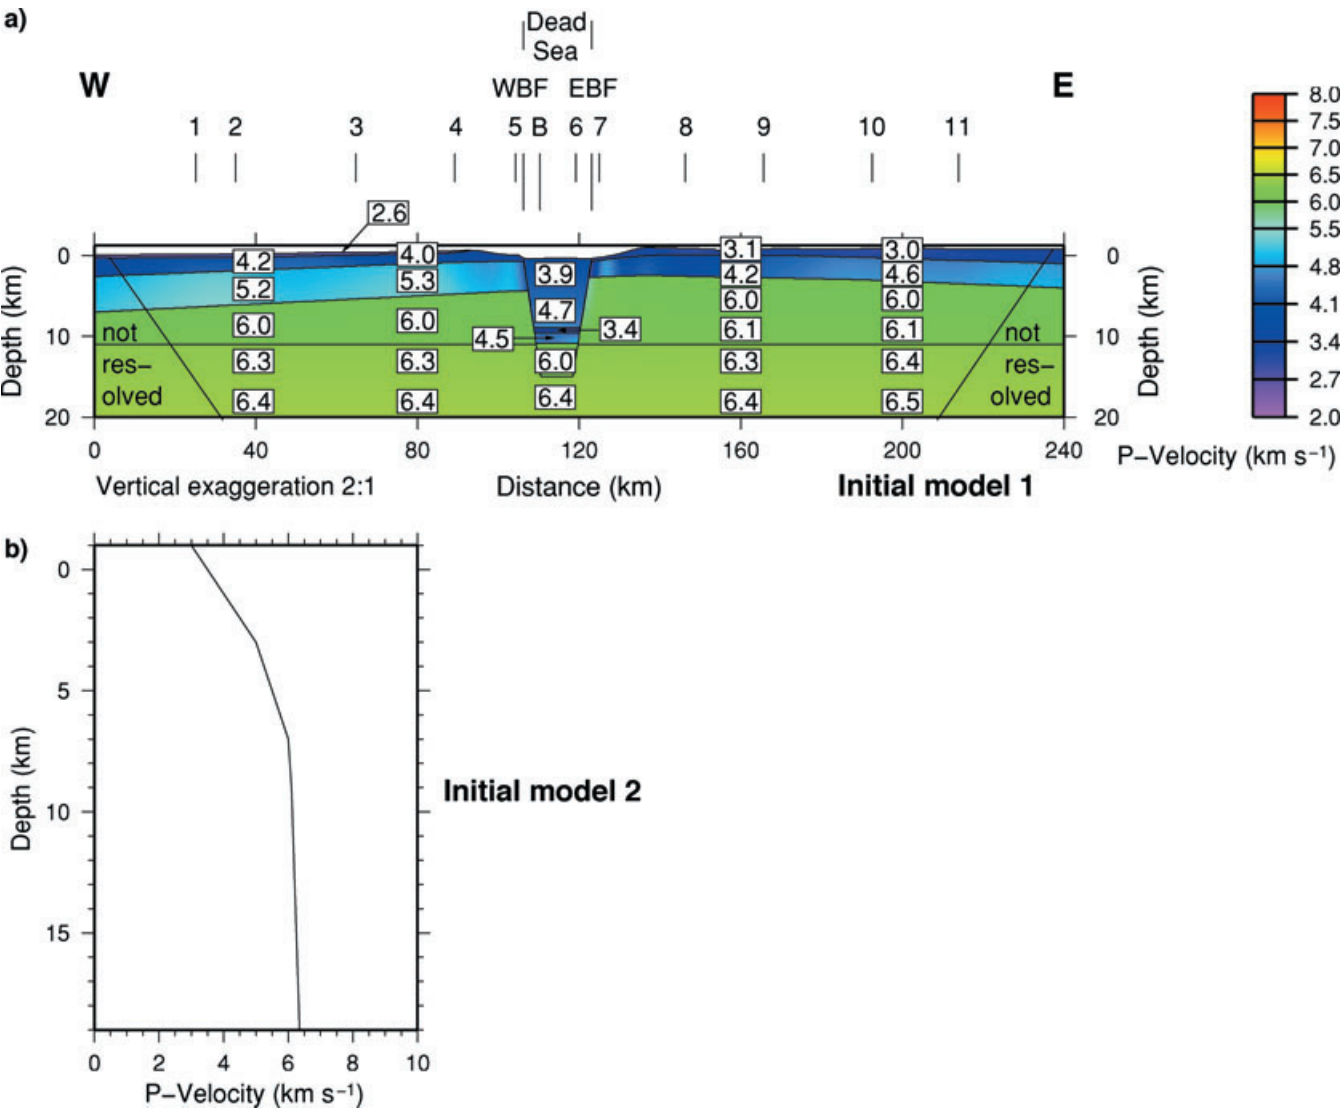 a)
Dead
Sea
W
WBF EBF
E
1 2 3 4 5 B 6 7 8 9 10 11
2.6
0 4.2 4.0 3.9 3.1 3.0 0
5.2 5.3 4.7 4.2 4.6
6.0 6.0 3.4 6.0 6.0
10 not 4.5 6.1 6.1 not 10
res– 6.3 6.3 6.0 6.3 6.4 res–
olved 6.4 6.4 6.4 6.4 6.5 olved
20 20
Depth (km)
Depth (km)
0 40 80 120 160 200 240
Vertical exaggeration 2:1 Distance (km) Initial model 1
8.0
7.5
7.0
6.5
6.0
5.5
4.8
4.1
3.4
2.7
2.0
P–Velocity (km s⁻¹)
b)
0
5
10
15
Depth (km)
Initial model 2
0 2 4 6 8 10
P–Velocity (km s⁻¹)